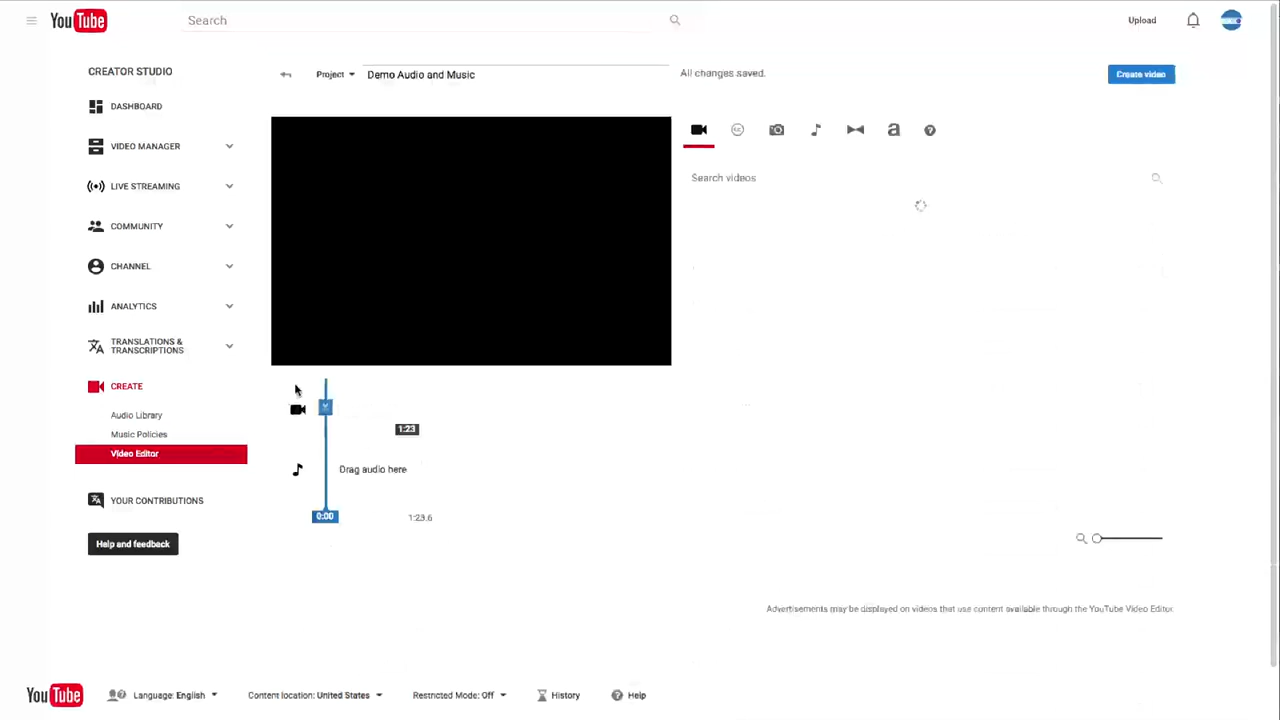 YouTube
Search
Upload
CREATOR STUDIO
Project
Demo Audio and Music
All changes saved.
Create video
DASHBOARD
VIDEO MANAGER
LIVE STREAMING
COMMUNITY
CHANNEL
ANALYTICS
TRANSLATIONS &
TRANSCRIPTIONS
CREATE
Audio Library
Music Policies
Video Editor
YOUR CONTRIBUTIONS
Help and feedback
cc
a
Search videos
1:23
Drag audio here
0:00
1:23.6
Advertisements may be displayed on videos that use content available through the YouTube Video Editor.
YouTube
Language: English
Content location: United States
Restricted Mode: Off
History
Help